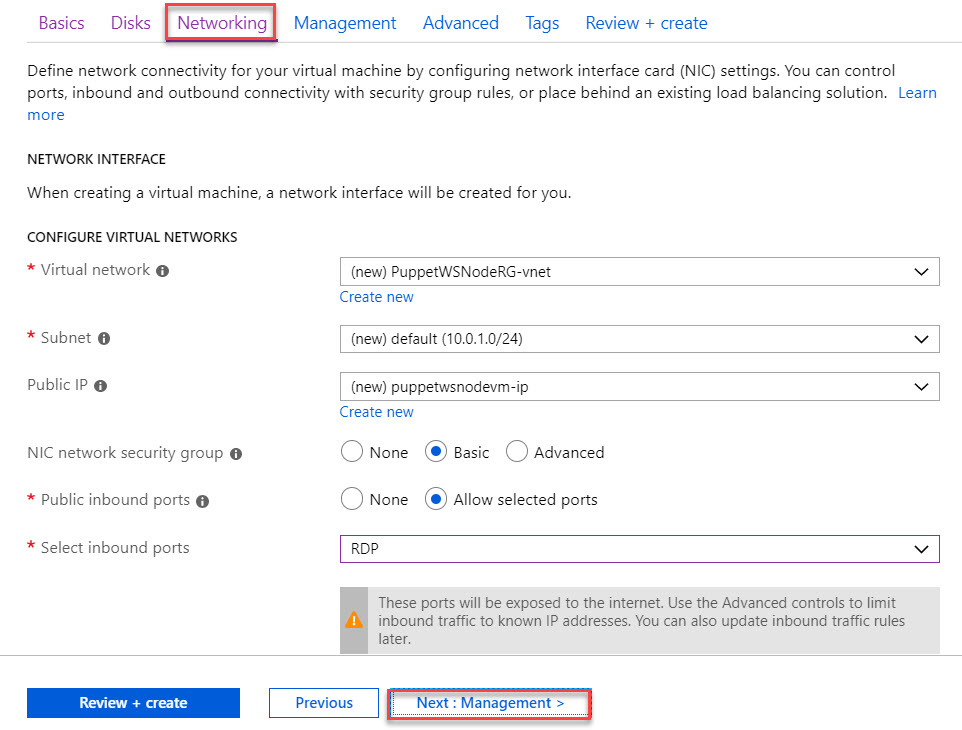 Basics Disks Networking Management Advanced Tags Review + create
Define network connectivity for your virtual machine by configuring network interface card (NIC) settings. You can control
ports, inbound and outbound connectivity with security group rules, or place behind an existing load balancing solution. Learn
more
NETWORK INTERFACE
When creating a virtual machine, a network interface will be created for you.
CONFIGURE VIRTUAL NETWORKS
* Virtual network (new) PuppetWSNodeRG-vnet
Create new
* Subnet (new) default (10.0.1.0/24)
Public IP (new) puppetwsnodevm-ip
Create new
NIC network security group None Basic Advanced
* Public inbound ports None Allow selected ports
* Select inbound ports RDP
These ports will be exposed to the internet. Use the Advanced controls to limit
inbound traffic to known IP addresses. You can also update inbound traffic rules
later.
Review + create Previous Next : Management >